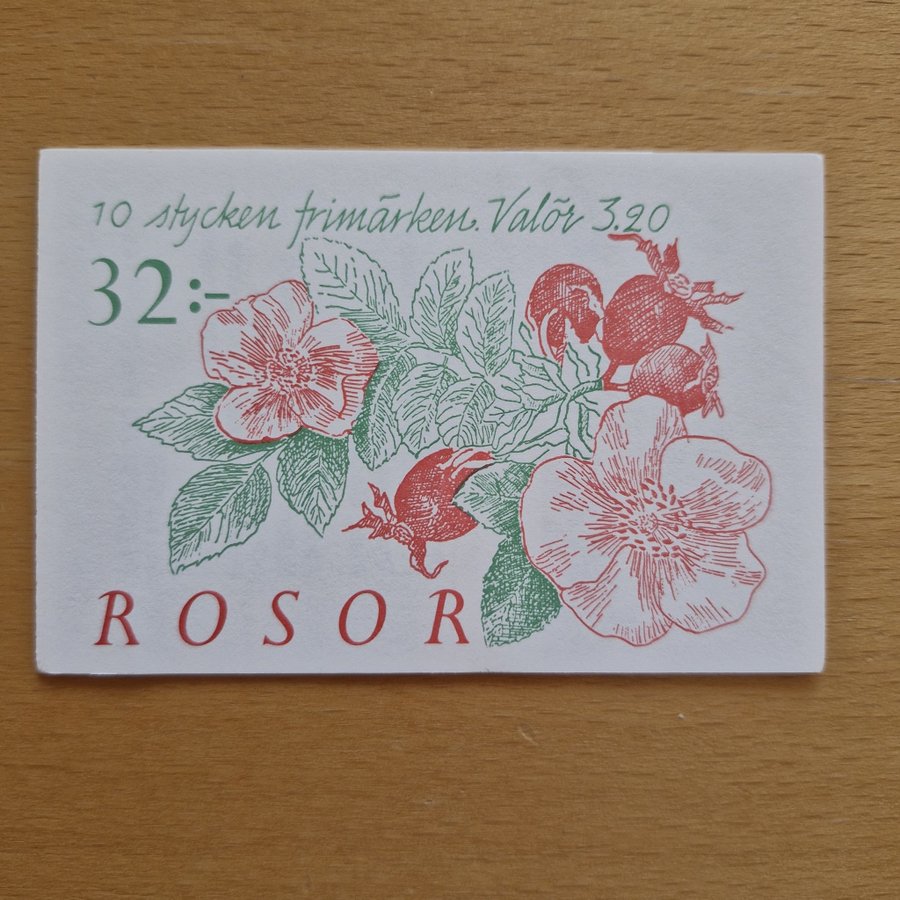 10 stycken frimärken. Valör 3.20
32:-
ROSOR